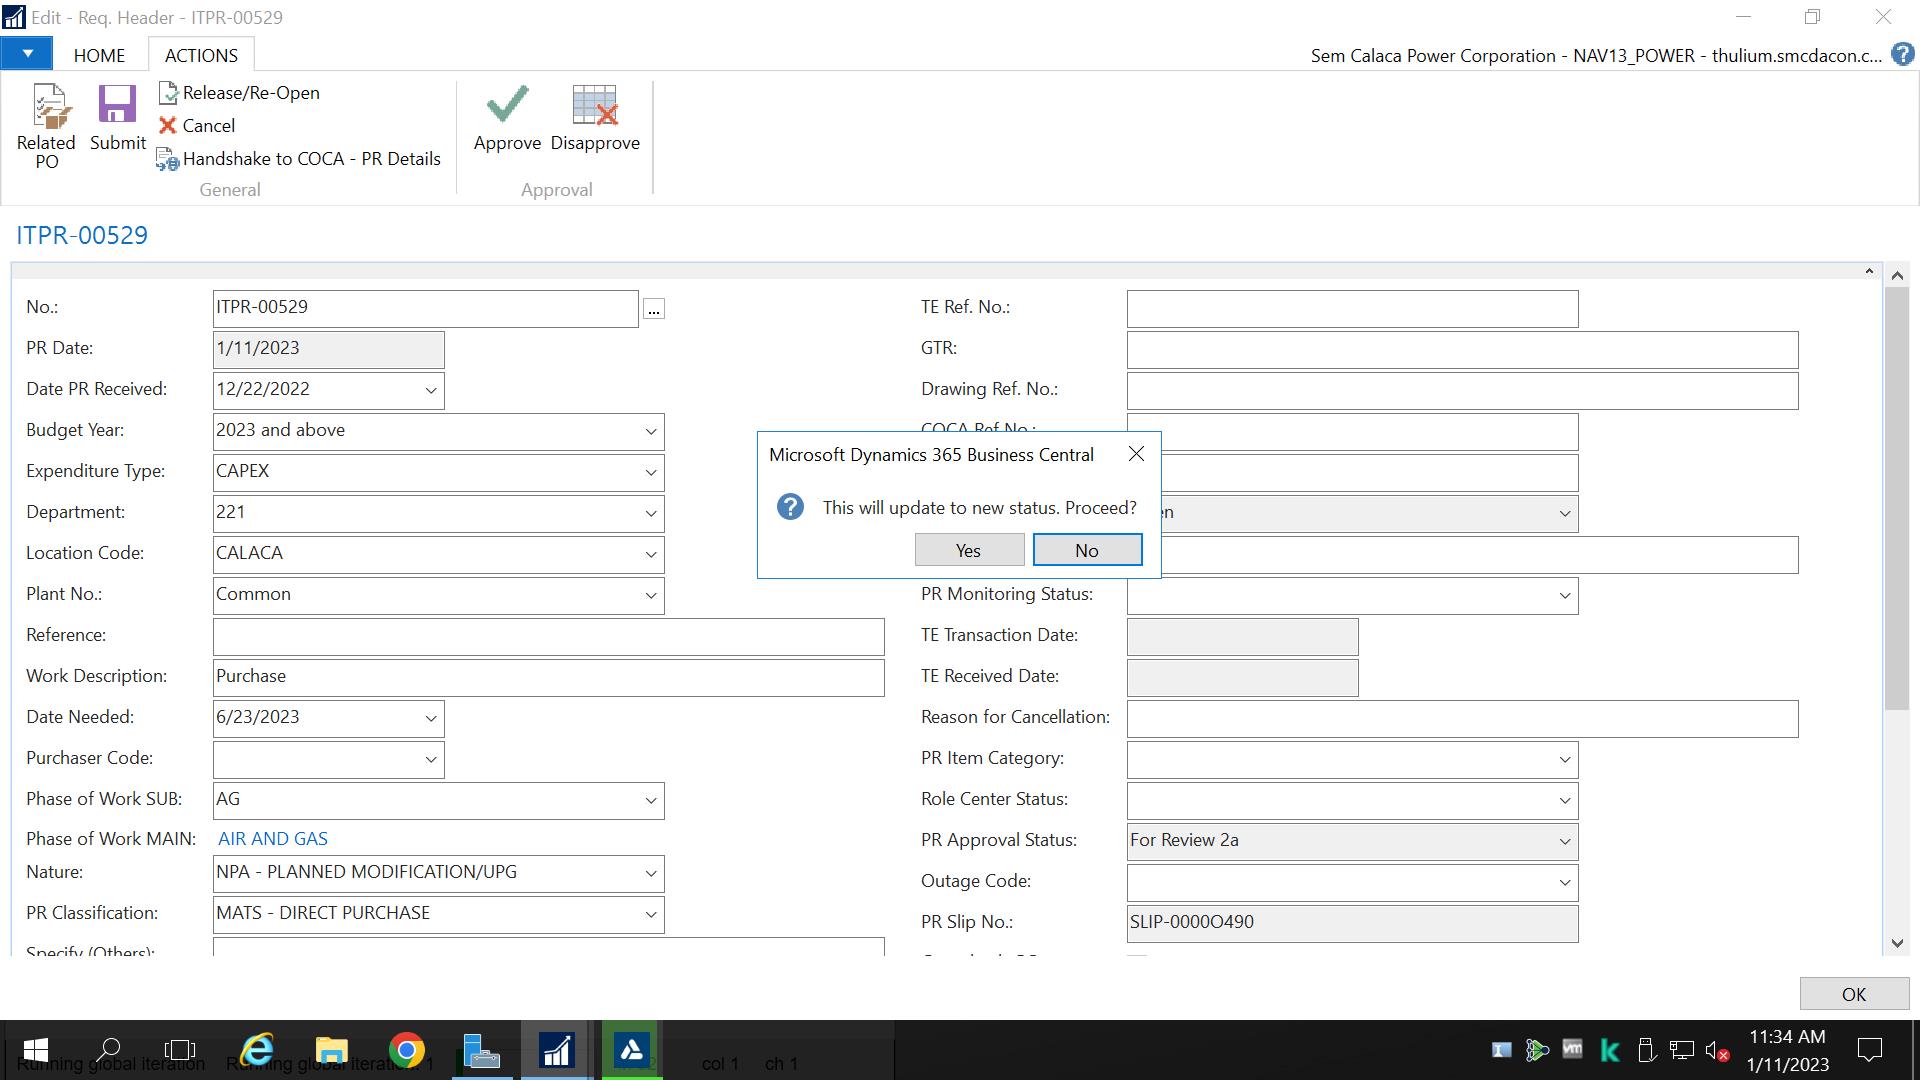 Edit - Req. Header - ITPR-00529
HOME
ACTIONS
Sem Calaca Power Corporation - NAV13_POWER - thulium.smcdacon.c...
Related PO
Submit
Release/Re-Open
Cancel
Handshake to COCA - PR Details
General
Approve
Disapprove
Approval
ITPR-00529
No.: ITPR-00529 ...
PR Date: 1/11/2023
Date PR Received: 12/22/2022
Budget Year: 2023 and above
Expenditure Type: CAPEX
Department: 221
Location Code: CALACA
Plant No.: Common
Reference:
Work Description: Purchase
Date Needed: 6/23/2023
Purchaser Code:
Phase of Work SUB: AG
Phase of Work MAIN: AIR AND GAS
Nature: NPA - PLANNED MODIFICATION/UPG
PR Classification: MATS - DIRECT PURCHASE
Specify (Others):
TE Ref. No.:
GTR:
Drawing Ref. No.:
COCA Ref No.:
en
PR Monitoring Status:
TE Transaction Date:
TE Received Date:
Reason for Cancellation:
PR Item Category:
Role Center Status:
PR Approval Status: For Review 2a
Outage Code:
PR Slip No.: SLIP-0000O490
Microsoft Dynamics 365 Business Central
This will update to new status. Proceed?
Yes
No
OK
Running global iteration
Running global iteration: 1
col 1
ch 1
11:34 AM
1/11/2023